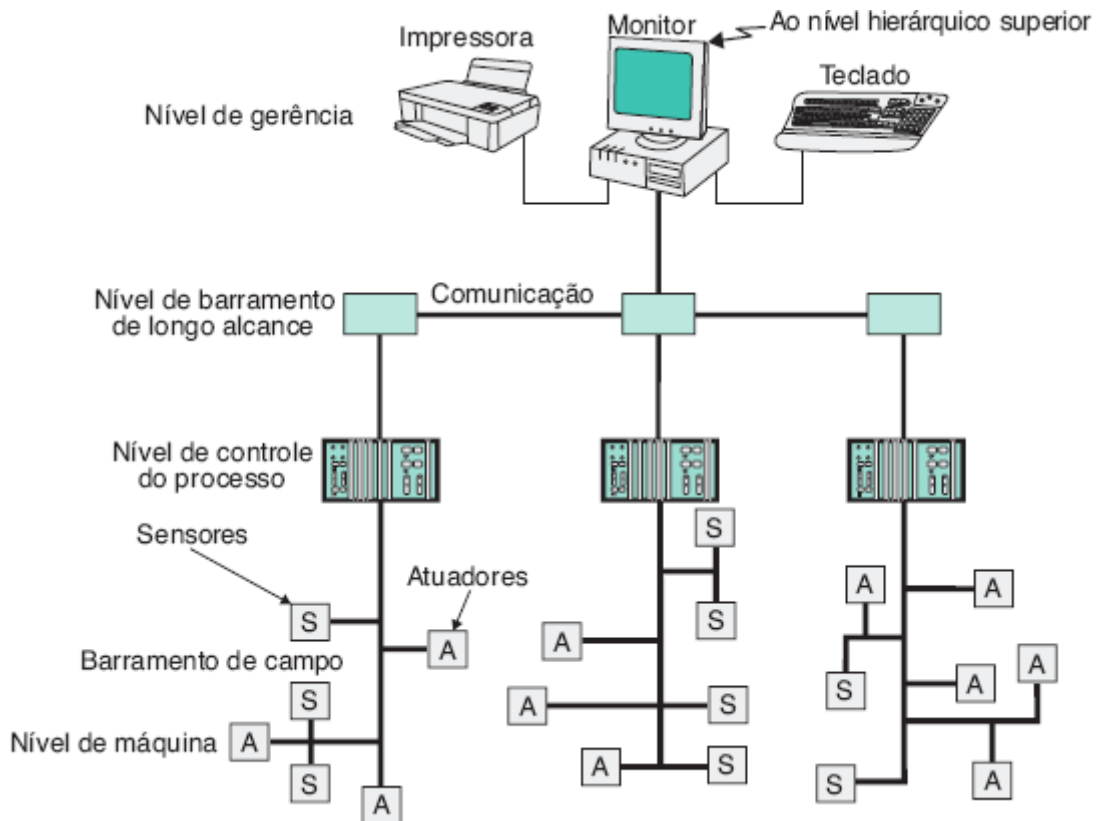 Ao nível hierárquico superior
Monitor
Impressora
Teclado
Nível de gerência
Nível de barramento
de longo alcance
Comunicação
Nível de controle
do processo
Sensores
S
Atuadores
S
A
A
S
A
S
A
Barramento de campo
A
S
S
A
A
A
S
Nível de máquina
A
S
A
A
S
S
A
A